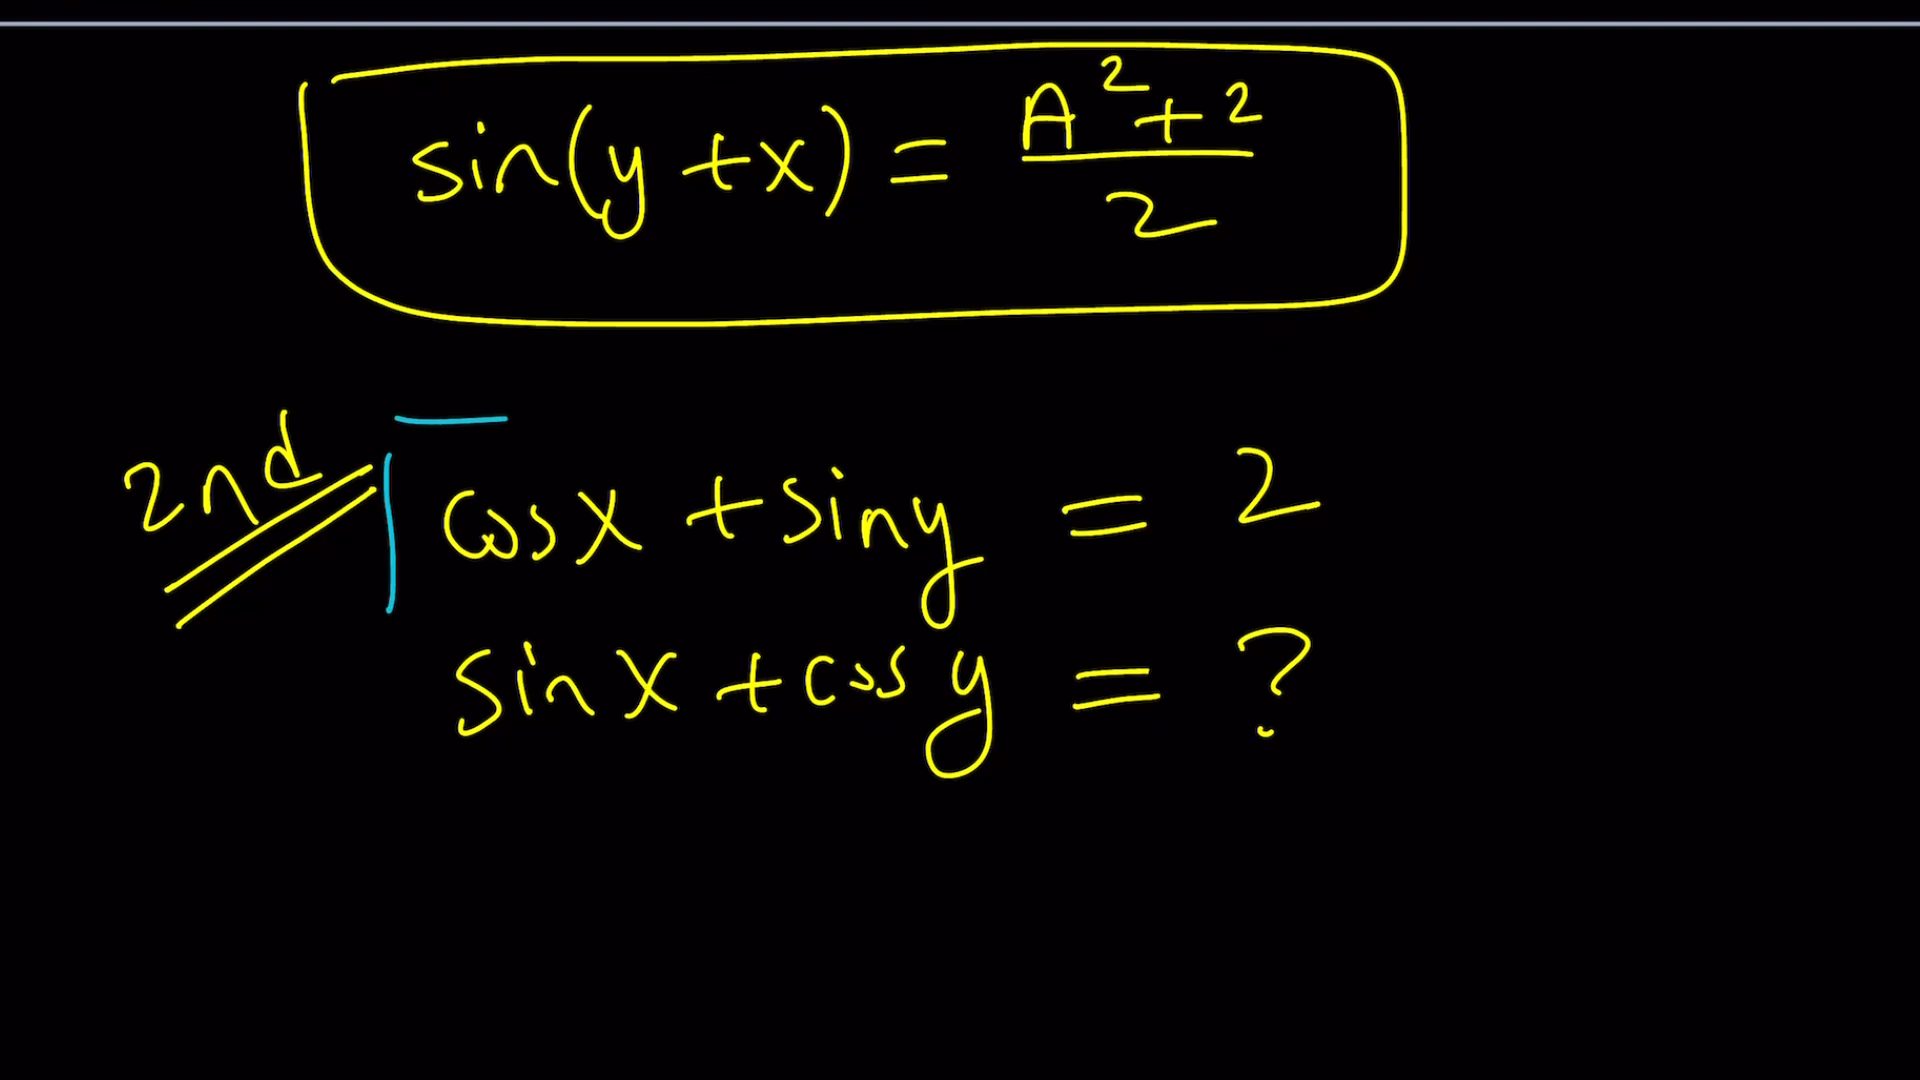 sin(y+x) = A²+2/2
2nd
cosx + siny = 2
sinx + cosy = ?